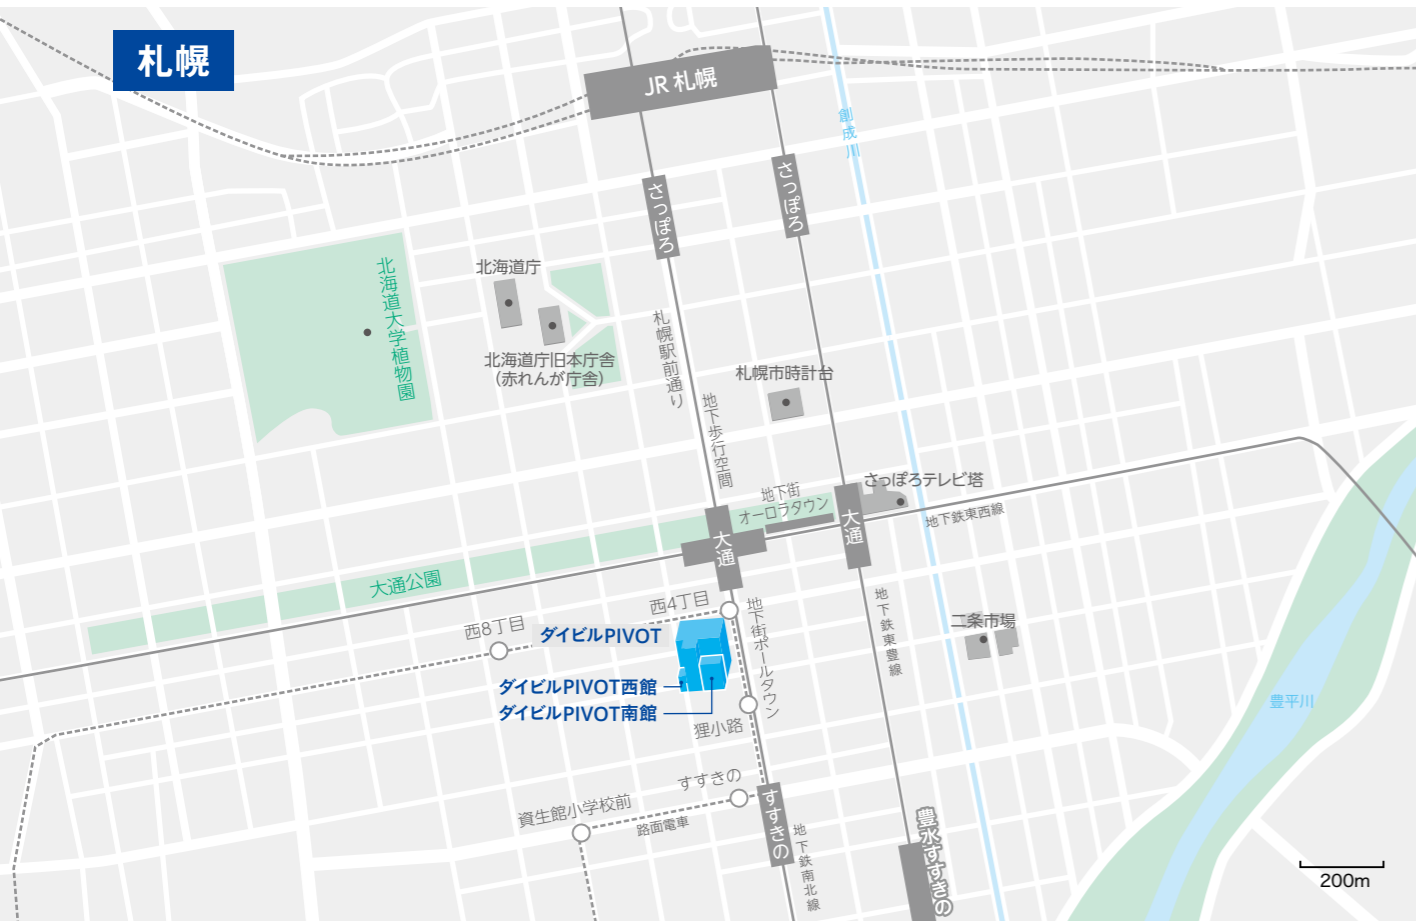 札幌
JR 札幌
創成川
さっぽろ
さっぽろ
北海道大学植物園
北海道庁
北海道庁旧本庁舎
（赤れんが庁舎）
札幌駅前通り
札幌市時計台
地下歩行空間
地下街
オーロラタウン
さっぽろテレビ塔
大通
大通
地下鉄東西線
大通公園
西4丁目
西8丁目
ダイビルPIVOT
地下街ポールタウン
地下鉄東豊線
二条市場
ダイビルPIVOT西館
ダイビルPIVOT南館
狸小路
豊平川
すすきの
すすきの
資生館小学校前
路面電車
地下鉄南北線
豊水すすきの
200m